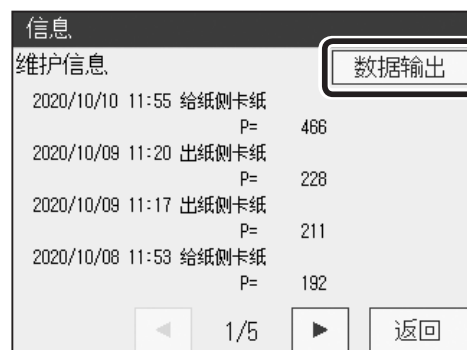 信息
维护信息 数据输出
2020/10/10 11:55 给纸侧卡纸
P= 466
2020/10/09 11:20 出纸侧卡纸
P= 228
2020/10/09 11:17 出纸侧卡纸
P= 211
2020/10/08 11:53 给纸侧卡纸
P= 192
◀ 1/5 ▶ 返回